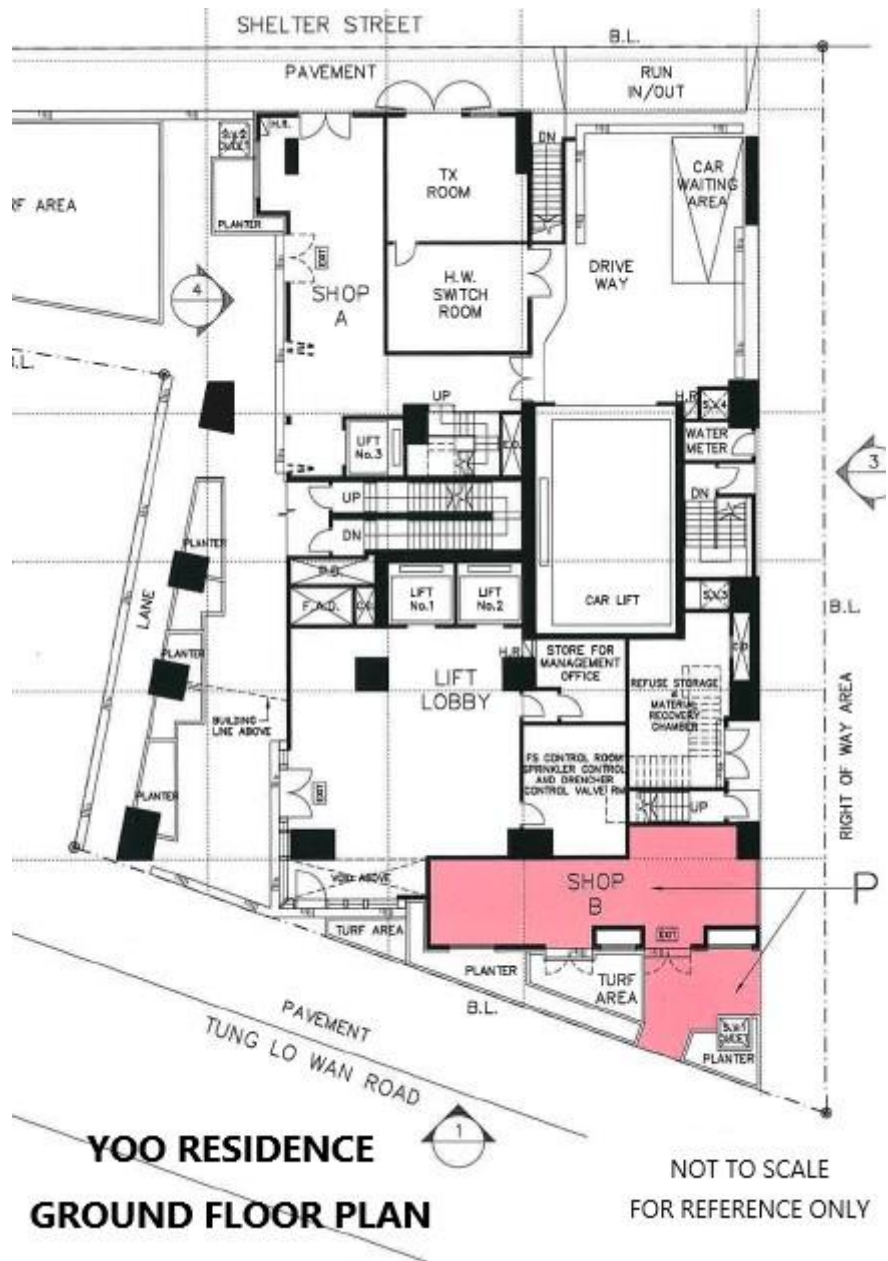 SHELTER STREET
B.L.
PAVEMENT
RUN
IN/OUT
H.R.
DN
TX
ROOM
CAR
WAITING
AREA
RF AREA
PLANTER
EXIT
4
SHOP
A
H.W.
SWITCH
ROOM
DRIVE
WAY
B.L.
UP
H.R
S.V.4
LIFT
No.3
WATER
METER
3
UP
DN
DN
PLANTER
P.D.
F.A.D.
LIFT
No.1
LIFT
No.2
CAR LIFT
S.V.3
B.L.
LANE
PLANTER
H.R.
STORE FOR
MANAGEMENT
OFFICE
LIFT
LOBBY
REFUSE STORAGE
&
MATERIAL
RECOVERY
CHAMBER
BUILDING
LINE ABOVE
FS CONTROL ROOM
SPRINKLER CONTROL
AND DRENCHER
CONTROL VALVE RM
RIGHT OF WAY AREA
PLANTER
EXIT
UP
VOID ABOVE
SHOP
B
P
TURF AREA
EXIT
PLANTER
TURF
AREA
B.L.
PLANTER
PAVEMENT
TUNG LO WAN ROAD
1
YOO RESIDENCE
GROUND FLOOR PLAN
NOT TO SCALE
FOR REFERENCE ONLY